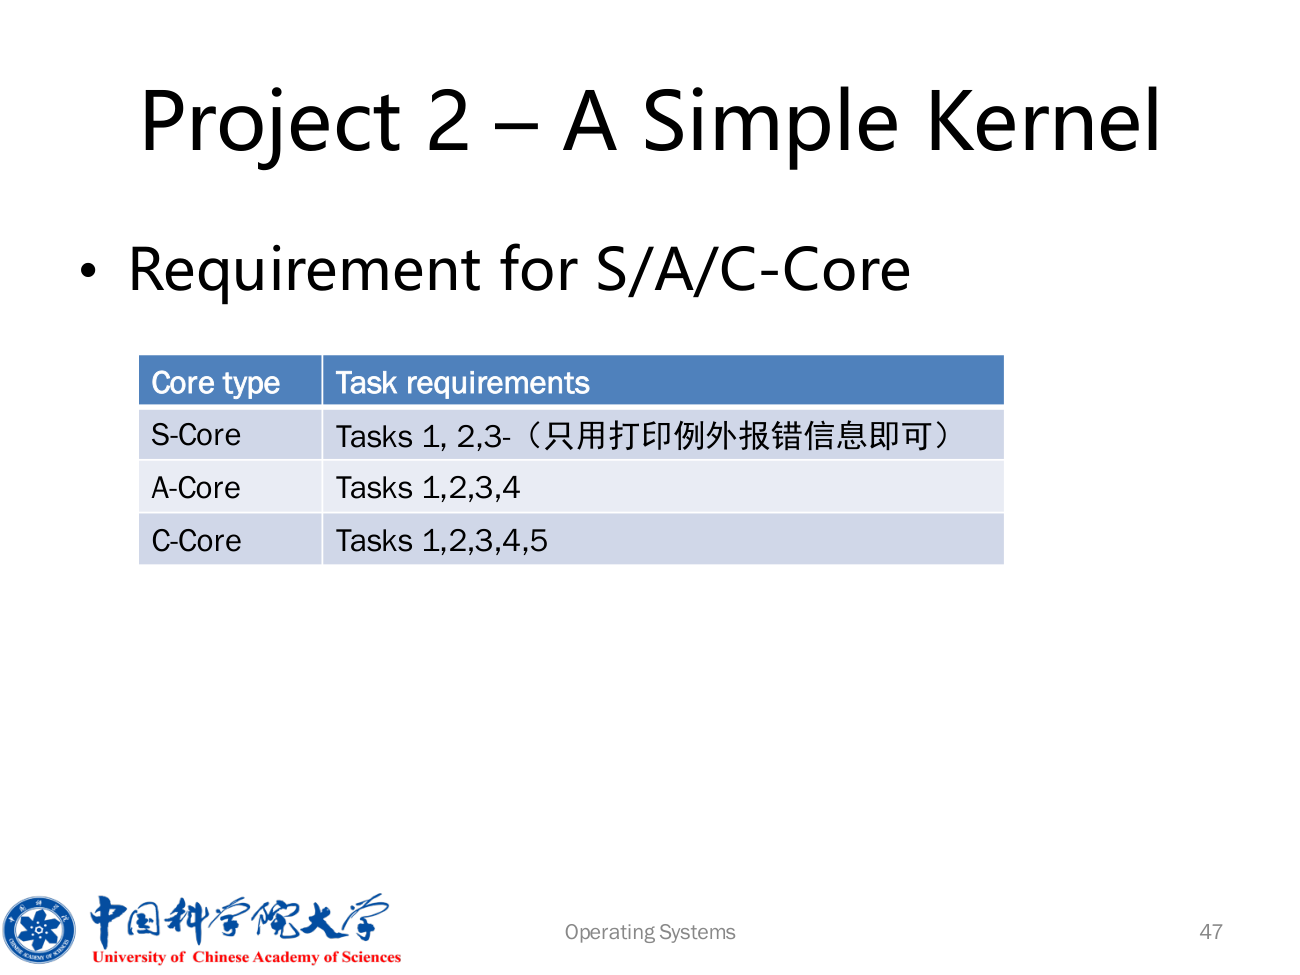 Project 2 – A Simple Kernel
• Requirement for S/A/C-Core
Core type Task requirements
S-Core Tasks 1, 2,3-（只用打印例外报错信息即可）
A-Core Tasks 1,2,3,4
C-Core Tasks 1,2,3,4,5
中国科学院大学
University of Chinese Academy of Sciences
Operating Systems
47